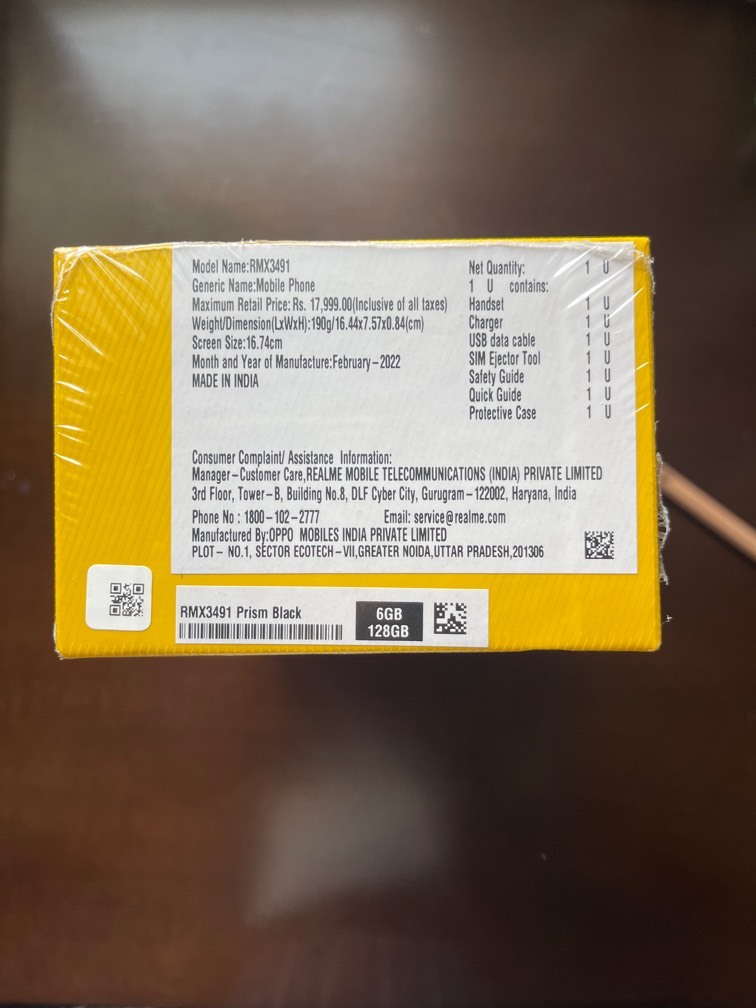 Model Name:RMX3491
Generic Name:Mobile Phone
Maximum Retail Price: Rs. 17,999.00(Inclusive of all taxes)
Weight/Dimension(LxWxH):190g/16.44x7.57x0.84(cm)
Screen Size:16.74cm
Month and Year of Manufacture:February-2022
MADE IN INDIA
Net Quantity: 1 U
1 U contains:
Handset 1 U
Charger 1 U
USB data cable 1 U
SIM Ejector Tool 1 U
Safety Guide 1 U
Quick Guide 1 U
Protective Case 1 U
Consumer Complaint/ Assistance Information:
Manager-Customer Care,REALME MOBILE TELECOMMUNICATIONS (INDIA) PRIVATE LIMITED
3rd Floor, Tower-B, Building No.8, DLF Cyber City, Gurugram-122002, Haryana, India
Phone No : 1800-102-2777 Email: service@realme.com
Manufactured By:OPPO MOBILES INDIA PRIVATE LIMITED
PLOT- NO.1, SECTOR ECOTECH-VII,GREATER NOIDA,UTTAR PRADESH,201306
RMX3491 Prism Black
6GB
128GB